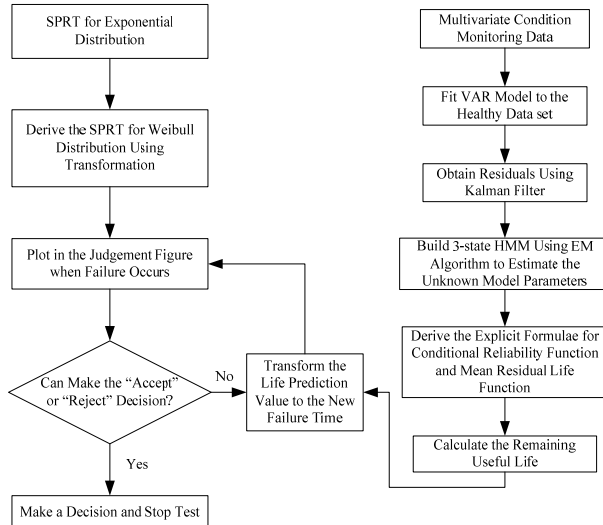 SPRT for Exponential
Distribution
Derive the SPRT for Weibull
Distribution Using
Transformation
Plot in the Judgement Figure
when Failure Occurs
Can Make the “Accept”
or “Reject” Decision?
No
Yes
Make a Decision and Stop Test
Transform the
Life Prediction
Value to the New
Failure Time
Multivariate Condition
Monitoring Data
Fit VAR Model to the
Healthy Data set
Obtain Residuals Using
Kalman Filter
Build 3-state HMM Using EM
Algorithm to Estimate the
Unknown Model Parameters
Derive the Explicit Formulae for
Conditional Reliability Function
and Mean Residual Life
Function
Calculate the Remaining
Useful Life